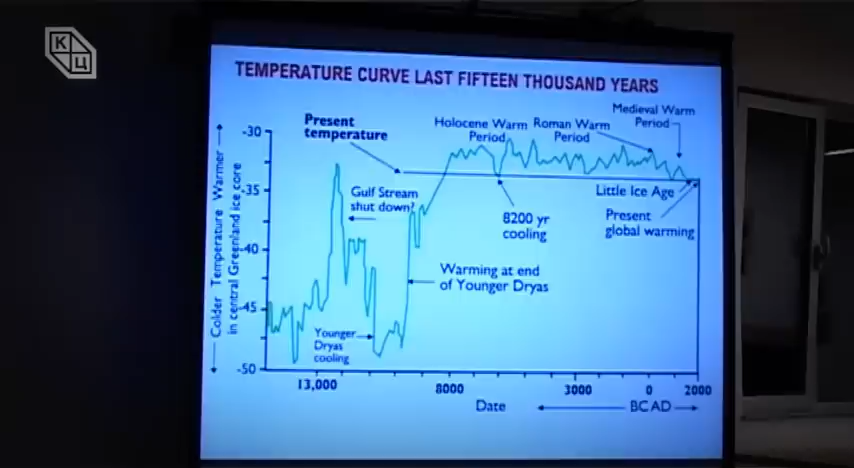 К
Ц
TEMPERATURE CURVE LAST FIFTEEN THOUSAND YEARS
Colder Temperature Warmer
in central Greenland ice core
-30
-35
-40
-45
-50
Present
temperature
Gulf Stream
shut down?
Younger
Dryas
cooling
Warming at end
of Younger Dryas
Holocene Warm
Period
8200 yr
cooling
Roman Warm
Period
Medieval Warm
Period
Little Ice Age
Present
global warming
13,000
8000
3000
0
2000
Date
BC AD